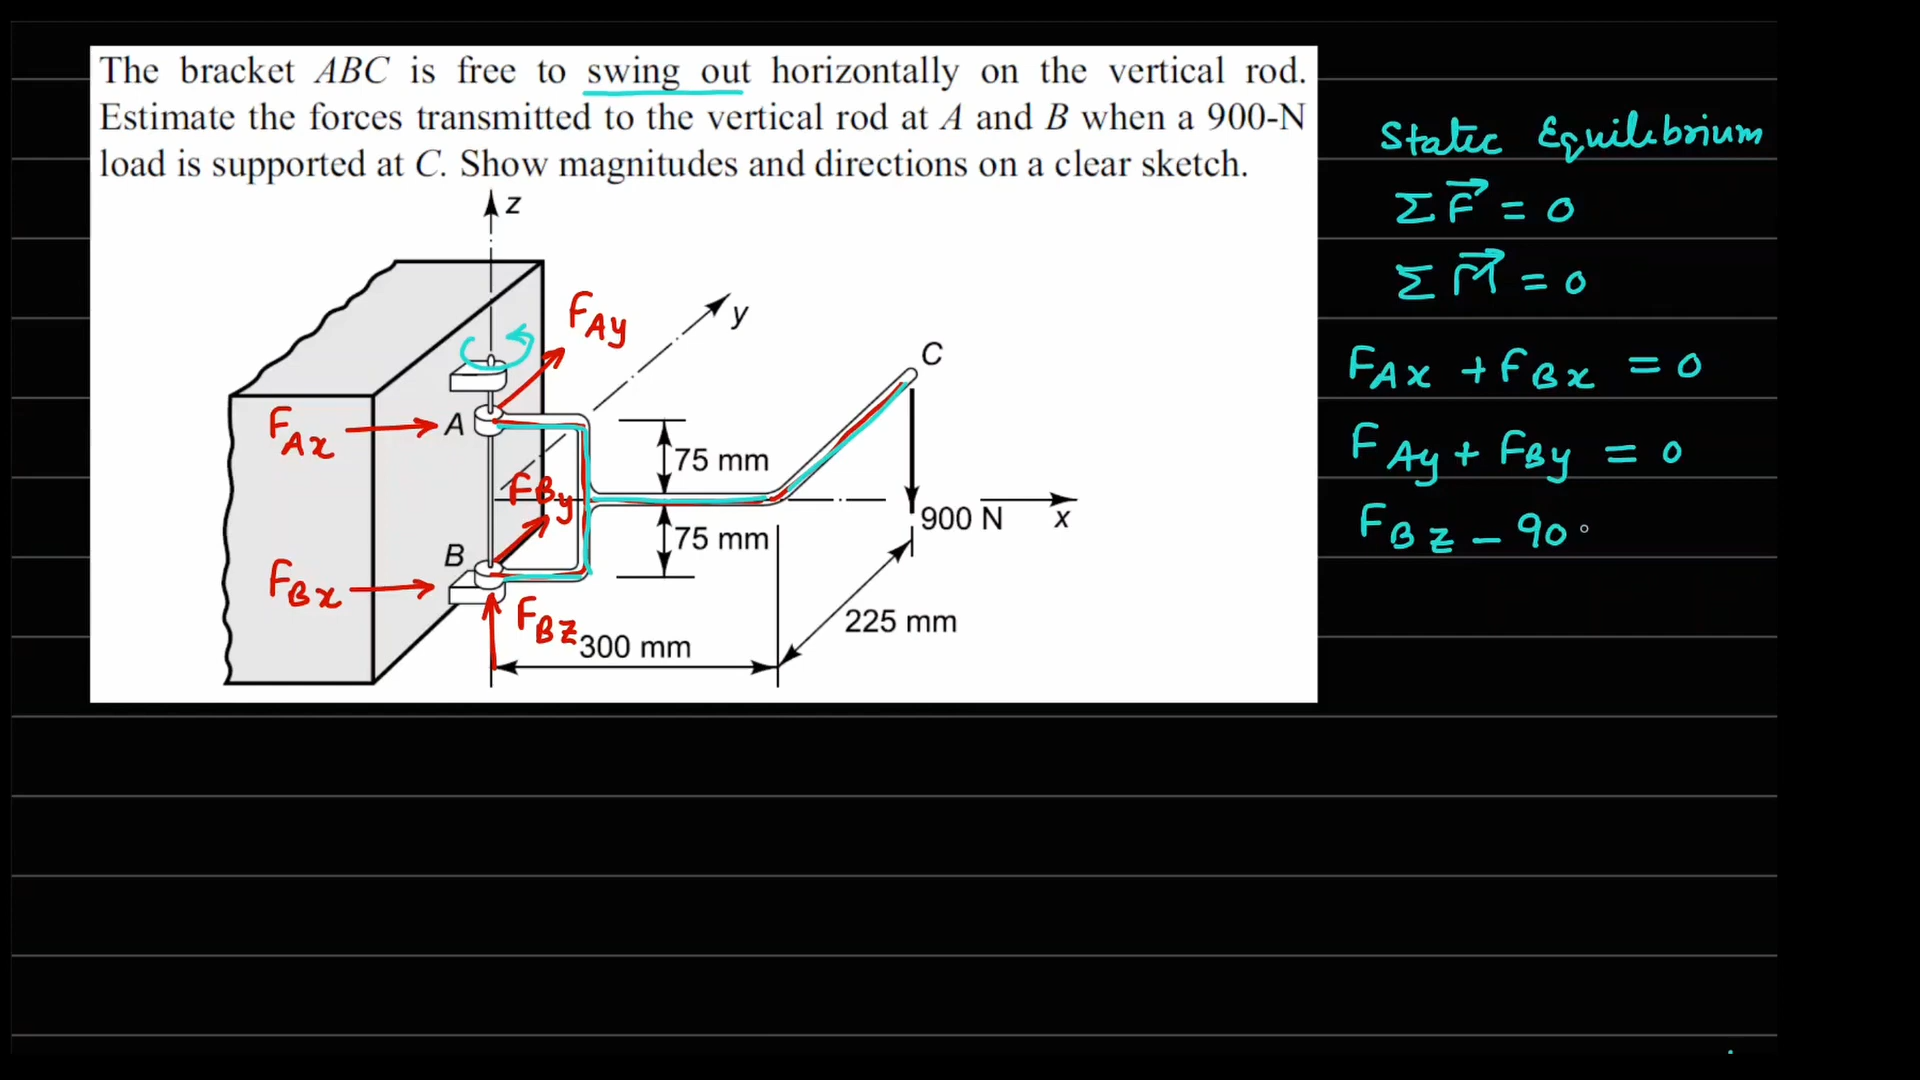 The bracket ABC is free to swing out horizontally on the vertical rod.
Estimate the forces transmitted to the vertical rod at A and B when a 900-N
load is supported at C. Show magnitudes and directions on a clear sketch.
z
y
x
A
B
C
75 mm
75 mm
900 N
225 mm
300 mm
FAy
FAx
FBy
FBx
FBz
Static Equilibrium
ΣF⃗ = 0
ΣM⃗ = 0
FAx + FBx = 0
FAy + FBy = 0
FBz - 90